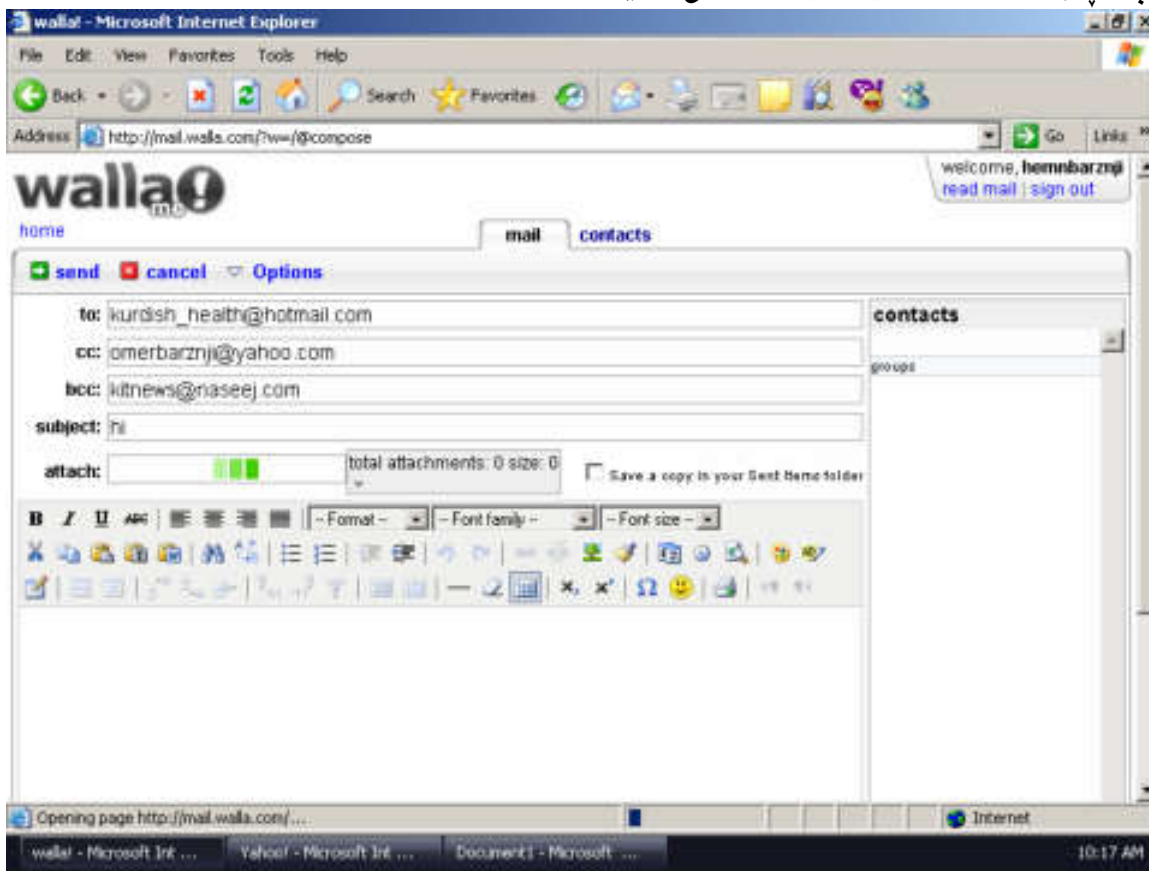 walla! - Microsoft Internet Explorer
File Edit View Favorites Tools Help
Back Search Favorites
Address http://mail.walla.com/?w=/@compose Go Links »
walla!
me
welcome, hemnbarznji
read mail | sign out
home
mail contacts
send cancel Options
to: kurdish_health@hotmail.com
cc: omerbarznji@yahoo.com
bcc: kitnews@naseej.com
subject: hi
attach: total attachments: 0 size: 0
Save a copy in your Sent Items folder
contacts
groups
B I U ABC -- Format -- -- Font family -- -- Font size --
Opening page http://mail.walla.com/... Internet
walla! - Microsoft Int ... Yahoo! - Microsoft Int ... Document1 - Microsoft ... 10:17 AM